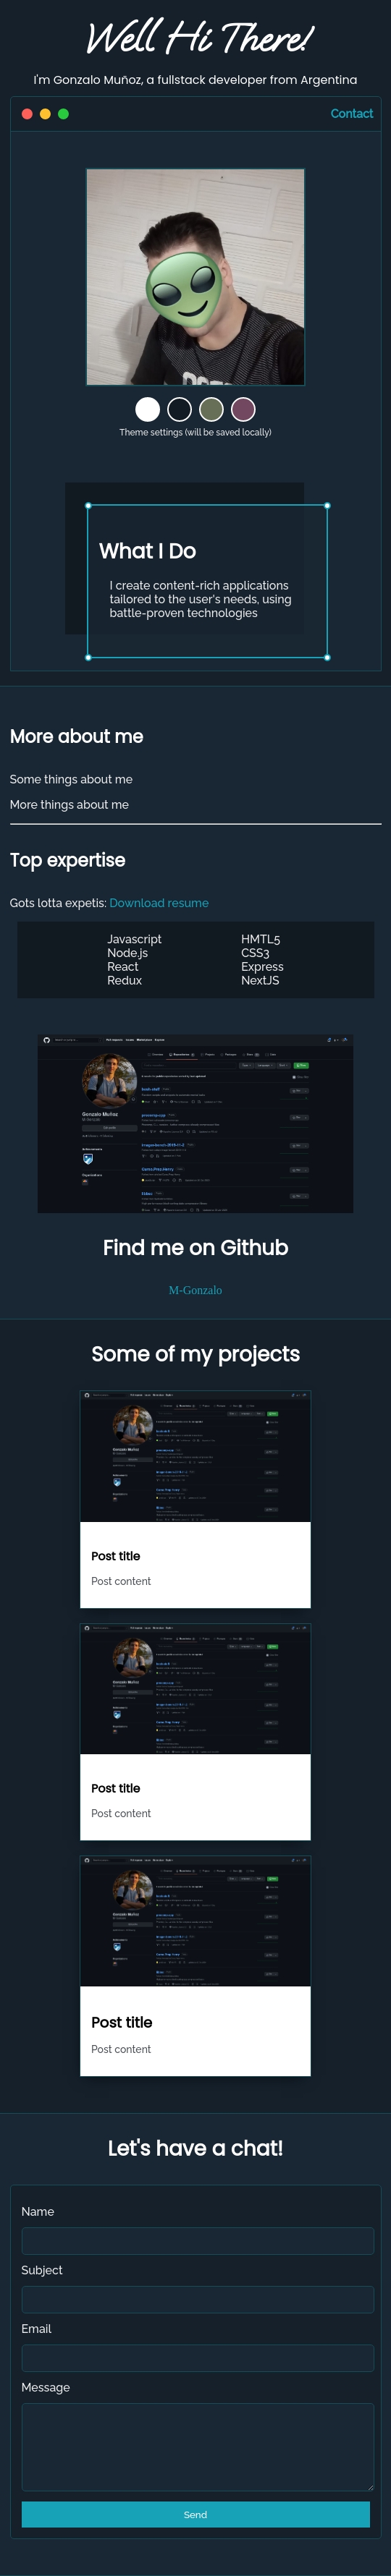 Well Hi There!
I'm Gonzalo Muñoz, a fullstack developer from Argentina
Contact
Theme settings (will be saved locally)
What I Do
I create content-rich applications
tailored to the user's needs, using
battle-proven technologies
More about me
Some things about me
More things about me
Top expertise
Gots lotta expetis: Download resume
Javascript
Node.js
React
Redux
HMTL5
CSS3
Express
NextJS
Gonzalo Muñoz
Find me on Github
M-Gonzalo
Some of my projects
Post title
Post content
Post title
Post content
Post title
Post content
Let's have a chat!
Name
Subject
Email
Message
Send